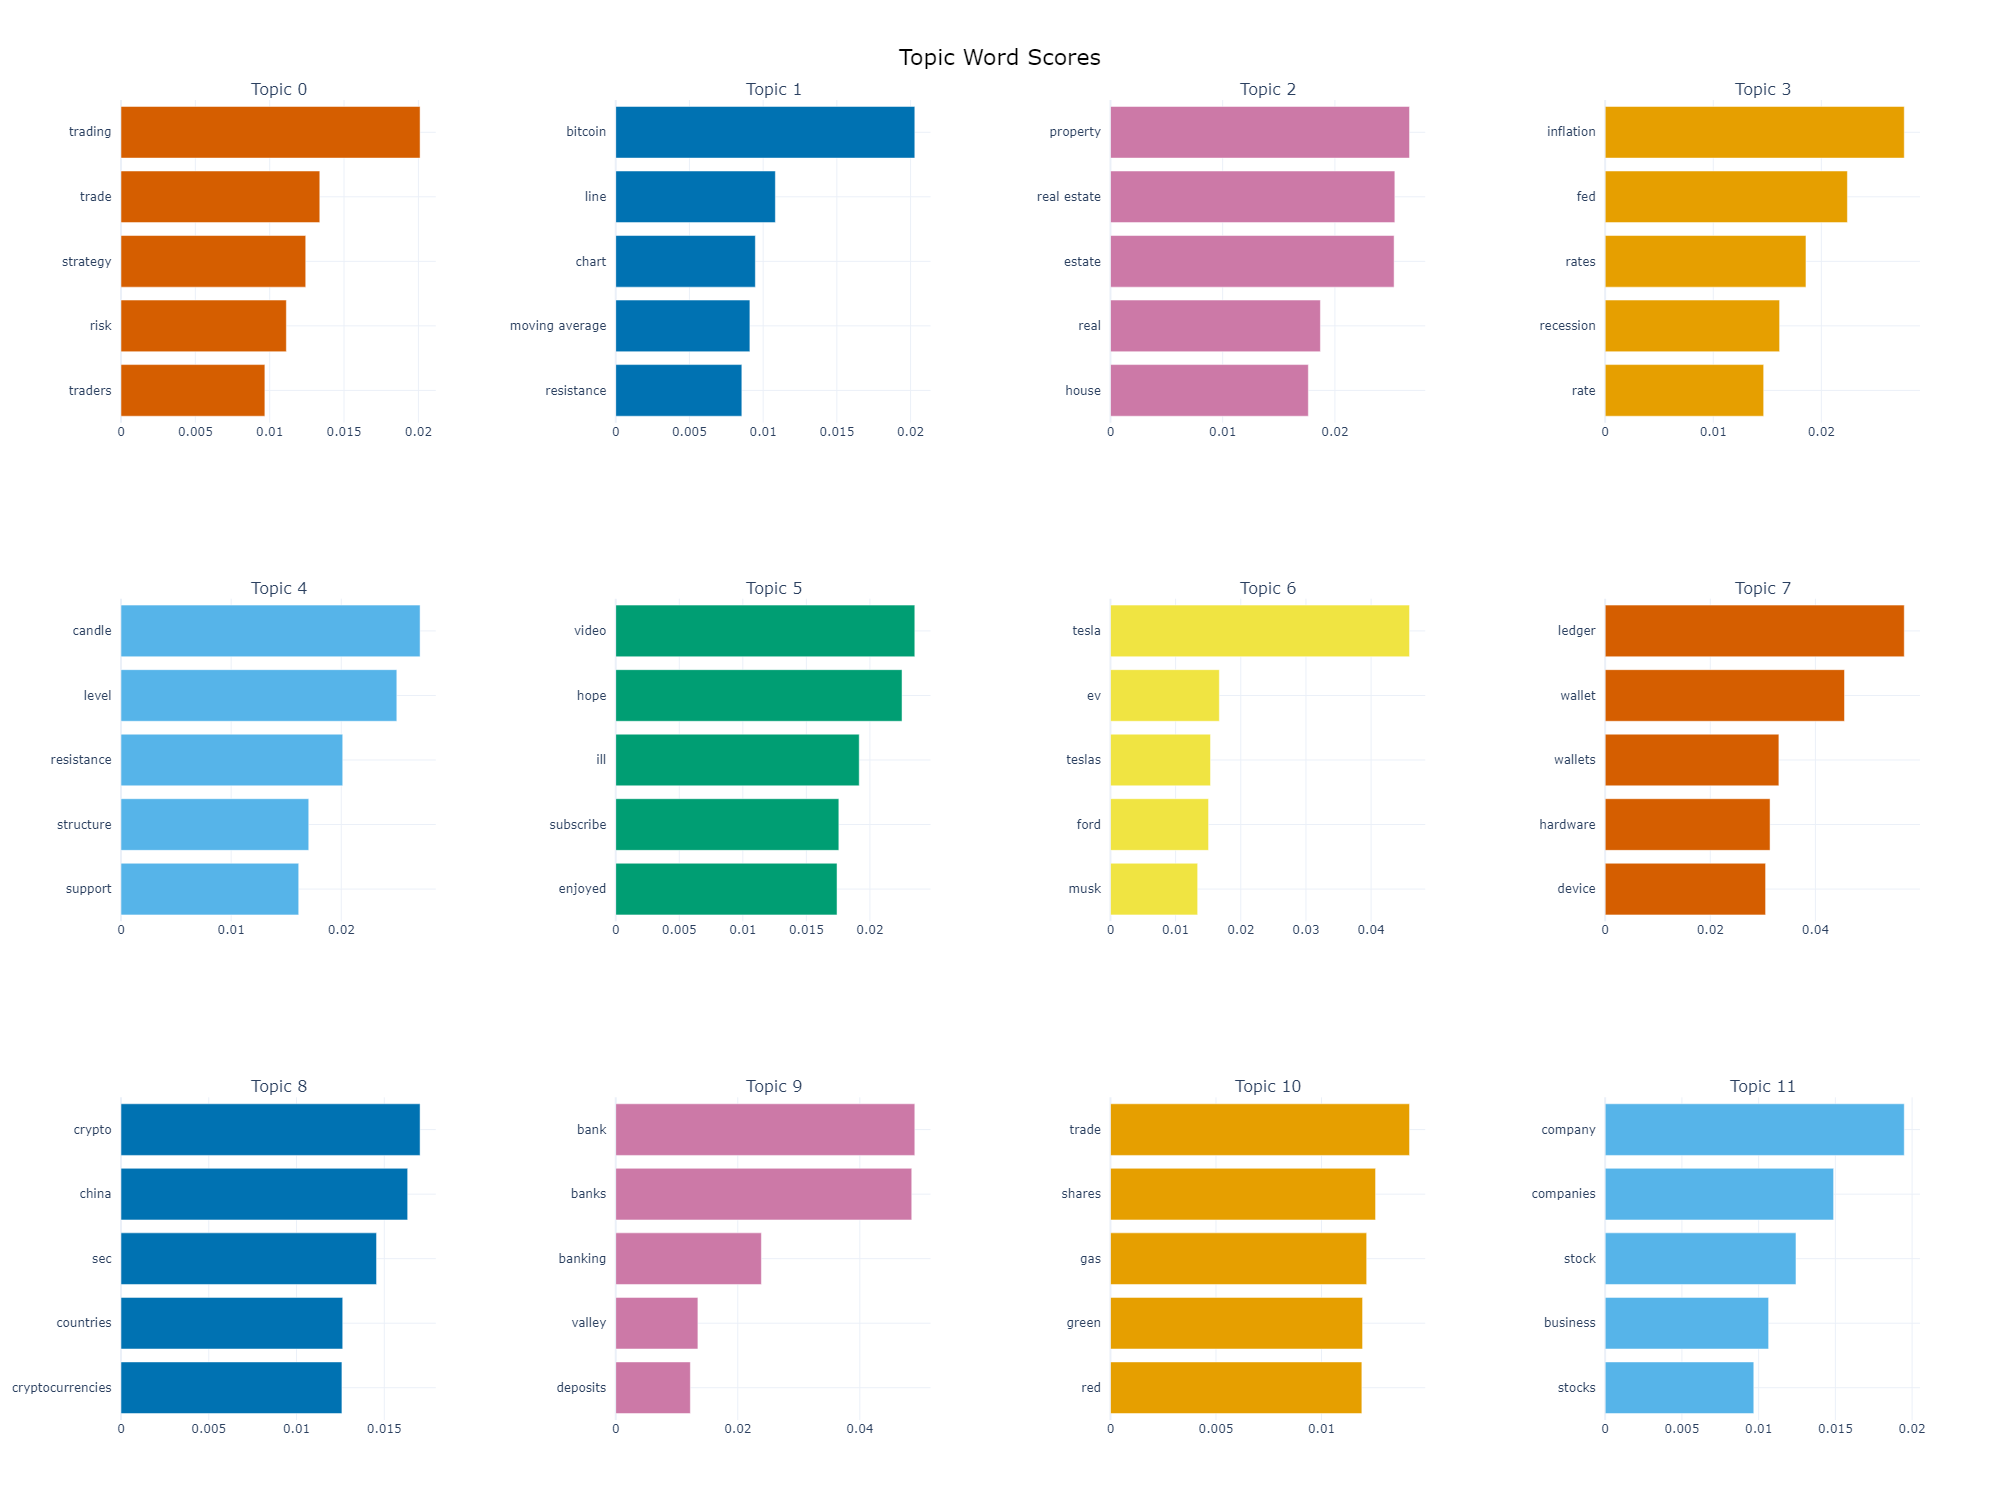 Topic Word Scores
Topic 0
trading
trade
strategy
risk
traders
0 0.005 0.01 0.015 0.02
Topic 1
bitcoin
line
chart
moving average
resistance
0 0.005 0.01 0.015 0.02
Topic 2
property
real estate
estate
real
house
0 0.01 0.02
Topic 3
inflation
fed
rates
recession
rate
0 0.01 0.02
Topic 4
candle
level
resistance
structure
support
0 0.01 0.02
Topic 5
video
hope
ill
subscribe
enjoyed
0 0.005 0.01 0.015 0.02
Topic 6
tesla
ev
teslas
ford
musk
0 0.01 0.02 0.03 0.04
Topic 7
ledger
wallet
wallets
hardware
device
0 0.02 0.04
Topic 8
crypto
china
sec
countries
cryptocurrencies
0 0.005 0.01 0.015
Topic 9
bank
banks
banking
valley
deposits
0 0.02 0.04
Topic 10
trade
shares
gas
green
red
0 0.005 0.01
Topic 11
company
companies
stock
business
stocks
0 0.005 0.01 0.015 0.02